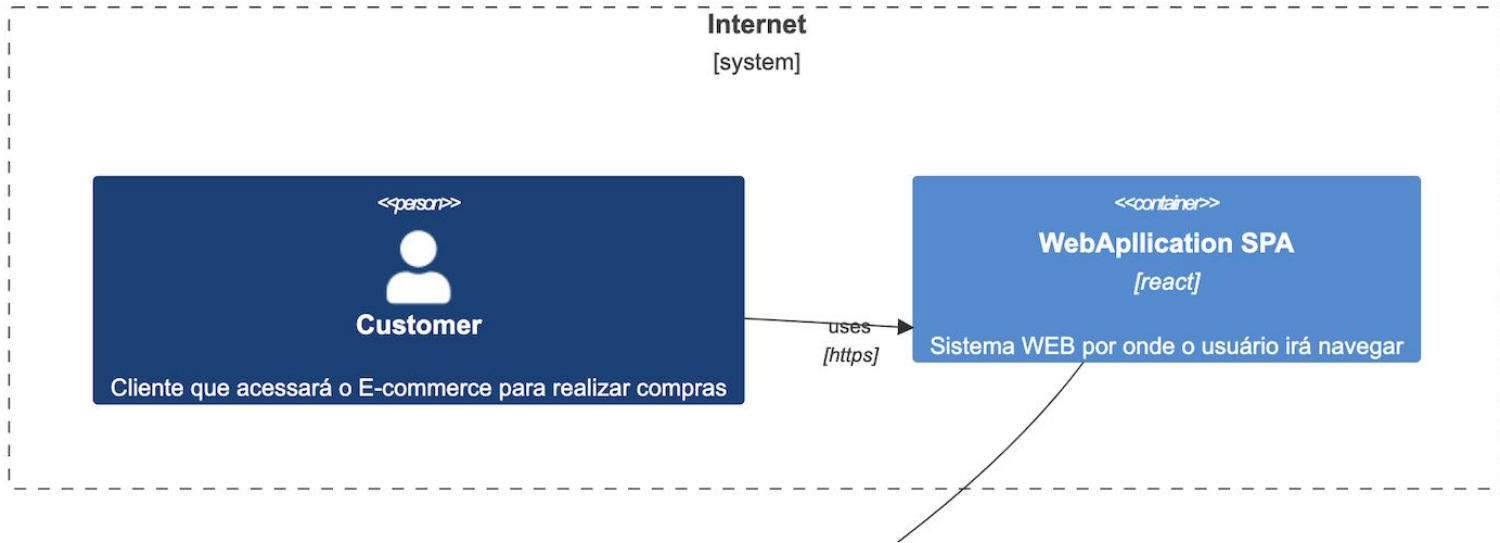 Internet
[system]
<<person>>
Customer
Cliente que acessará o E-commerce para realizar compras
uses
[https]
<<container>>
WebApllication SPA
[react]
Sistema WEB por onde o usuário irá navegar